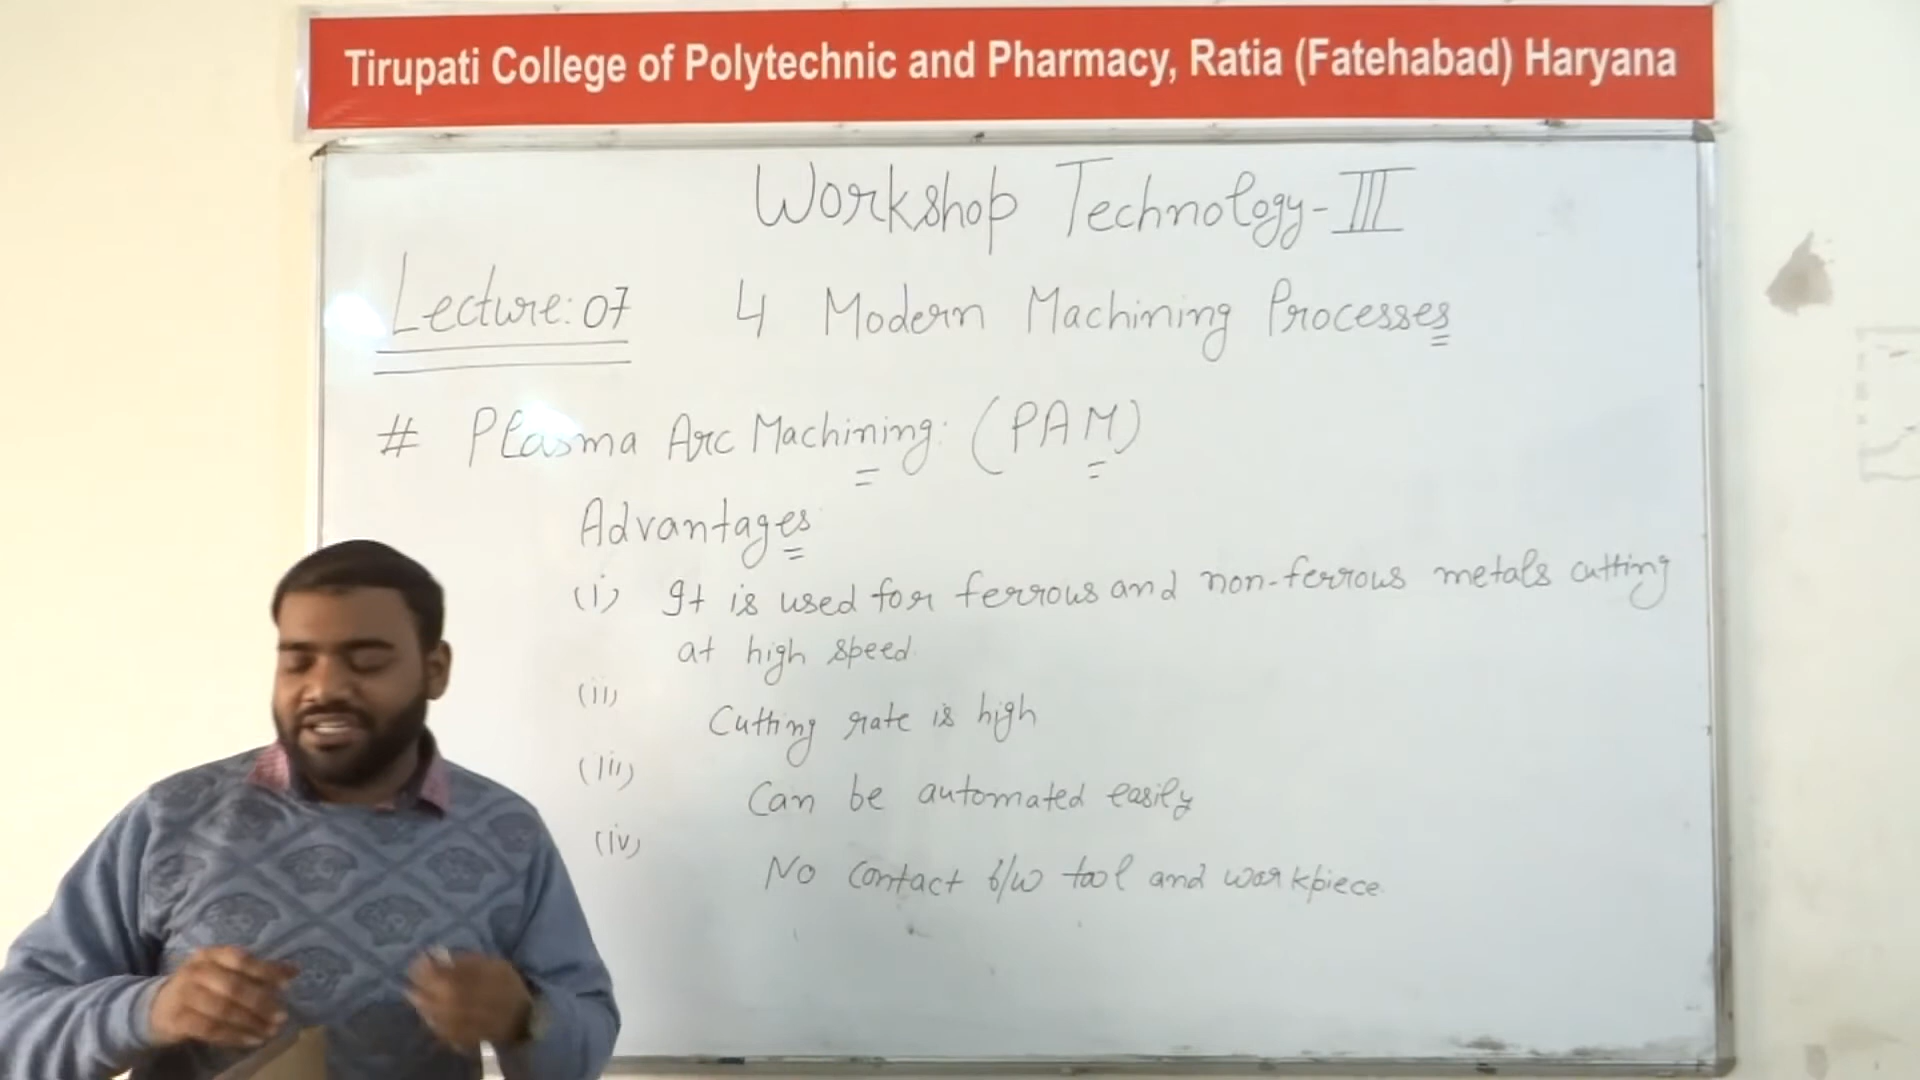 Tirupati College of Polytechnic and Pharmacy, Ratia (Fatehabad) Haryana
Workshop Technology-III
Lecture: 07
4 Modern Machining Processes
# Plasma Arc Machining: (PAM)
Advantages
(i) It is used for ferrous and non-ferrous metals cutting
at high speed.
(ii) Cutting rate is high
(iii) Can be automated easily
(iv) No contact b/w tool and workpiece.